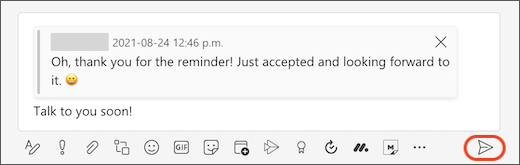 2021-08-24 12:46 p.m.
Oh, thank you for the reminder! Just accepted and looking forward to
it. 😀
Talk to you soon!
GIF
M